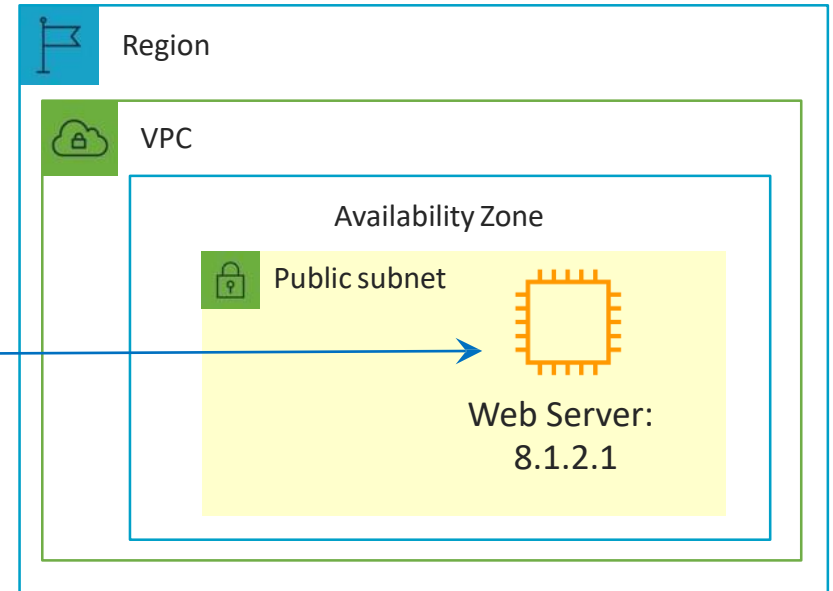 Region
VPC
Availability Zone
Public subnet
Web Server:
8.1.2.1